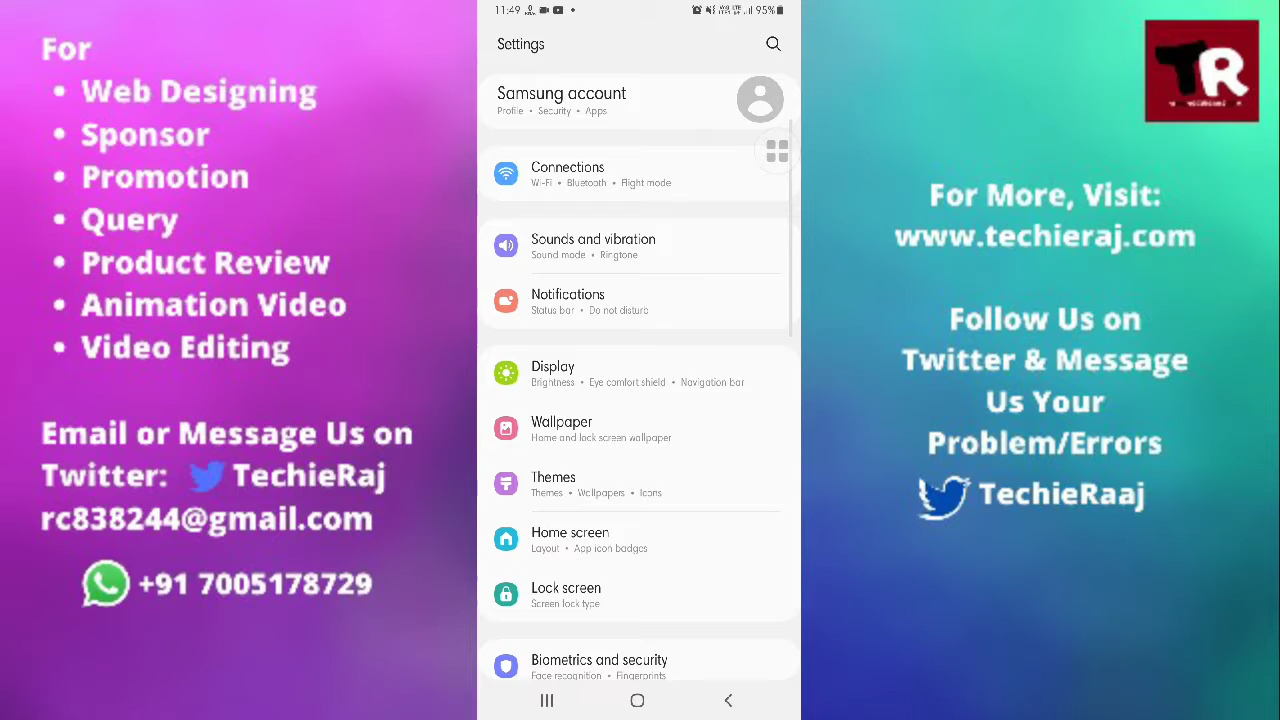 For
• Web Designing
• Sponsor
• Promotion
• Query
• Product Review
• Animation Video
• Video Editing
Email or Message Us on
Twitter: TechieRaj
rc838244@gmail.com
+91 7005178729
11:49
95%
Settings
Samsung account
Profile • Security • Apps
Connections
Wi-Fi • Bluetooth • Flight mode
Sounds and vibration
Sound mode • Ringtone
Notifications
Status bar • Do not disturb
Display
Brightness • Eye comfort shield • Navigation bar
Wallpaper
Home and lock screen wallpaper
Themes
Themes • Wallpapers • Icons
Home screen
Layout • App icon badges
Lock screen
Screen lock type
Biometrics and security
Face recognition • Fingerprints
TR
For More, Visit:
www.techieraj.com
Follow Us on
Twitter & Message
Us Your
Problem/Errors
TechieRaaj